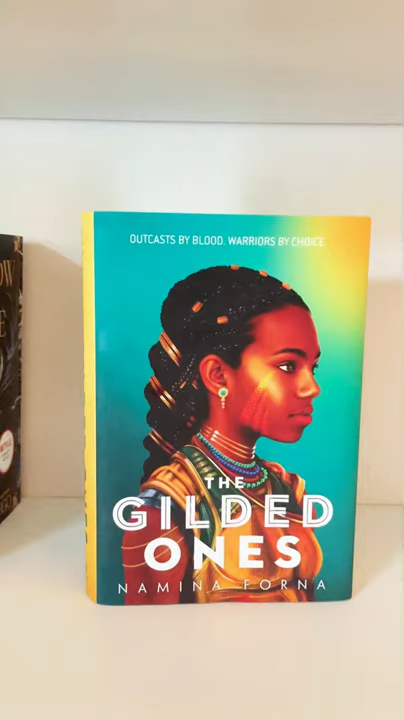 OUTCASTS BY BLOOD. WARRIORS BY CHOICE.
THE
GILDED
ONES
NAMINA FORNA